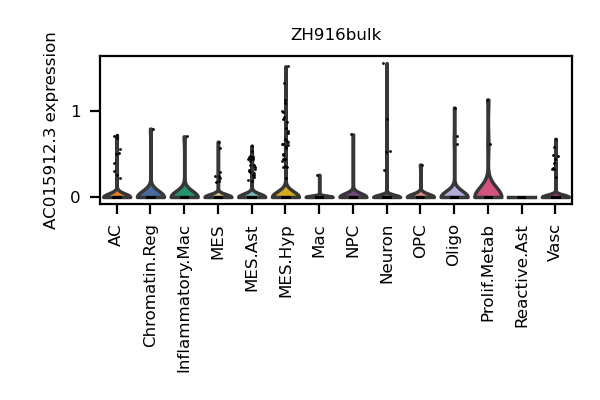 ZH916bulk
AC015912.3 expression
1
0
AC
Chromatin.Reg
Inflammatory.Mac
MES
MES.Ast
MES.Hyp
Mac
NPC
Neuron
OPC
Oligo
Prolif.Metab
Reactive.Ast
Vasc